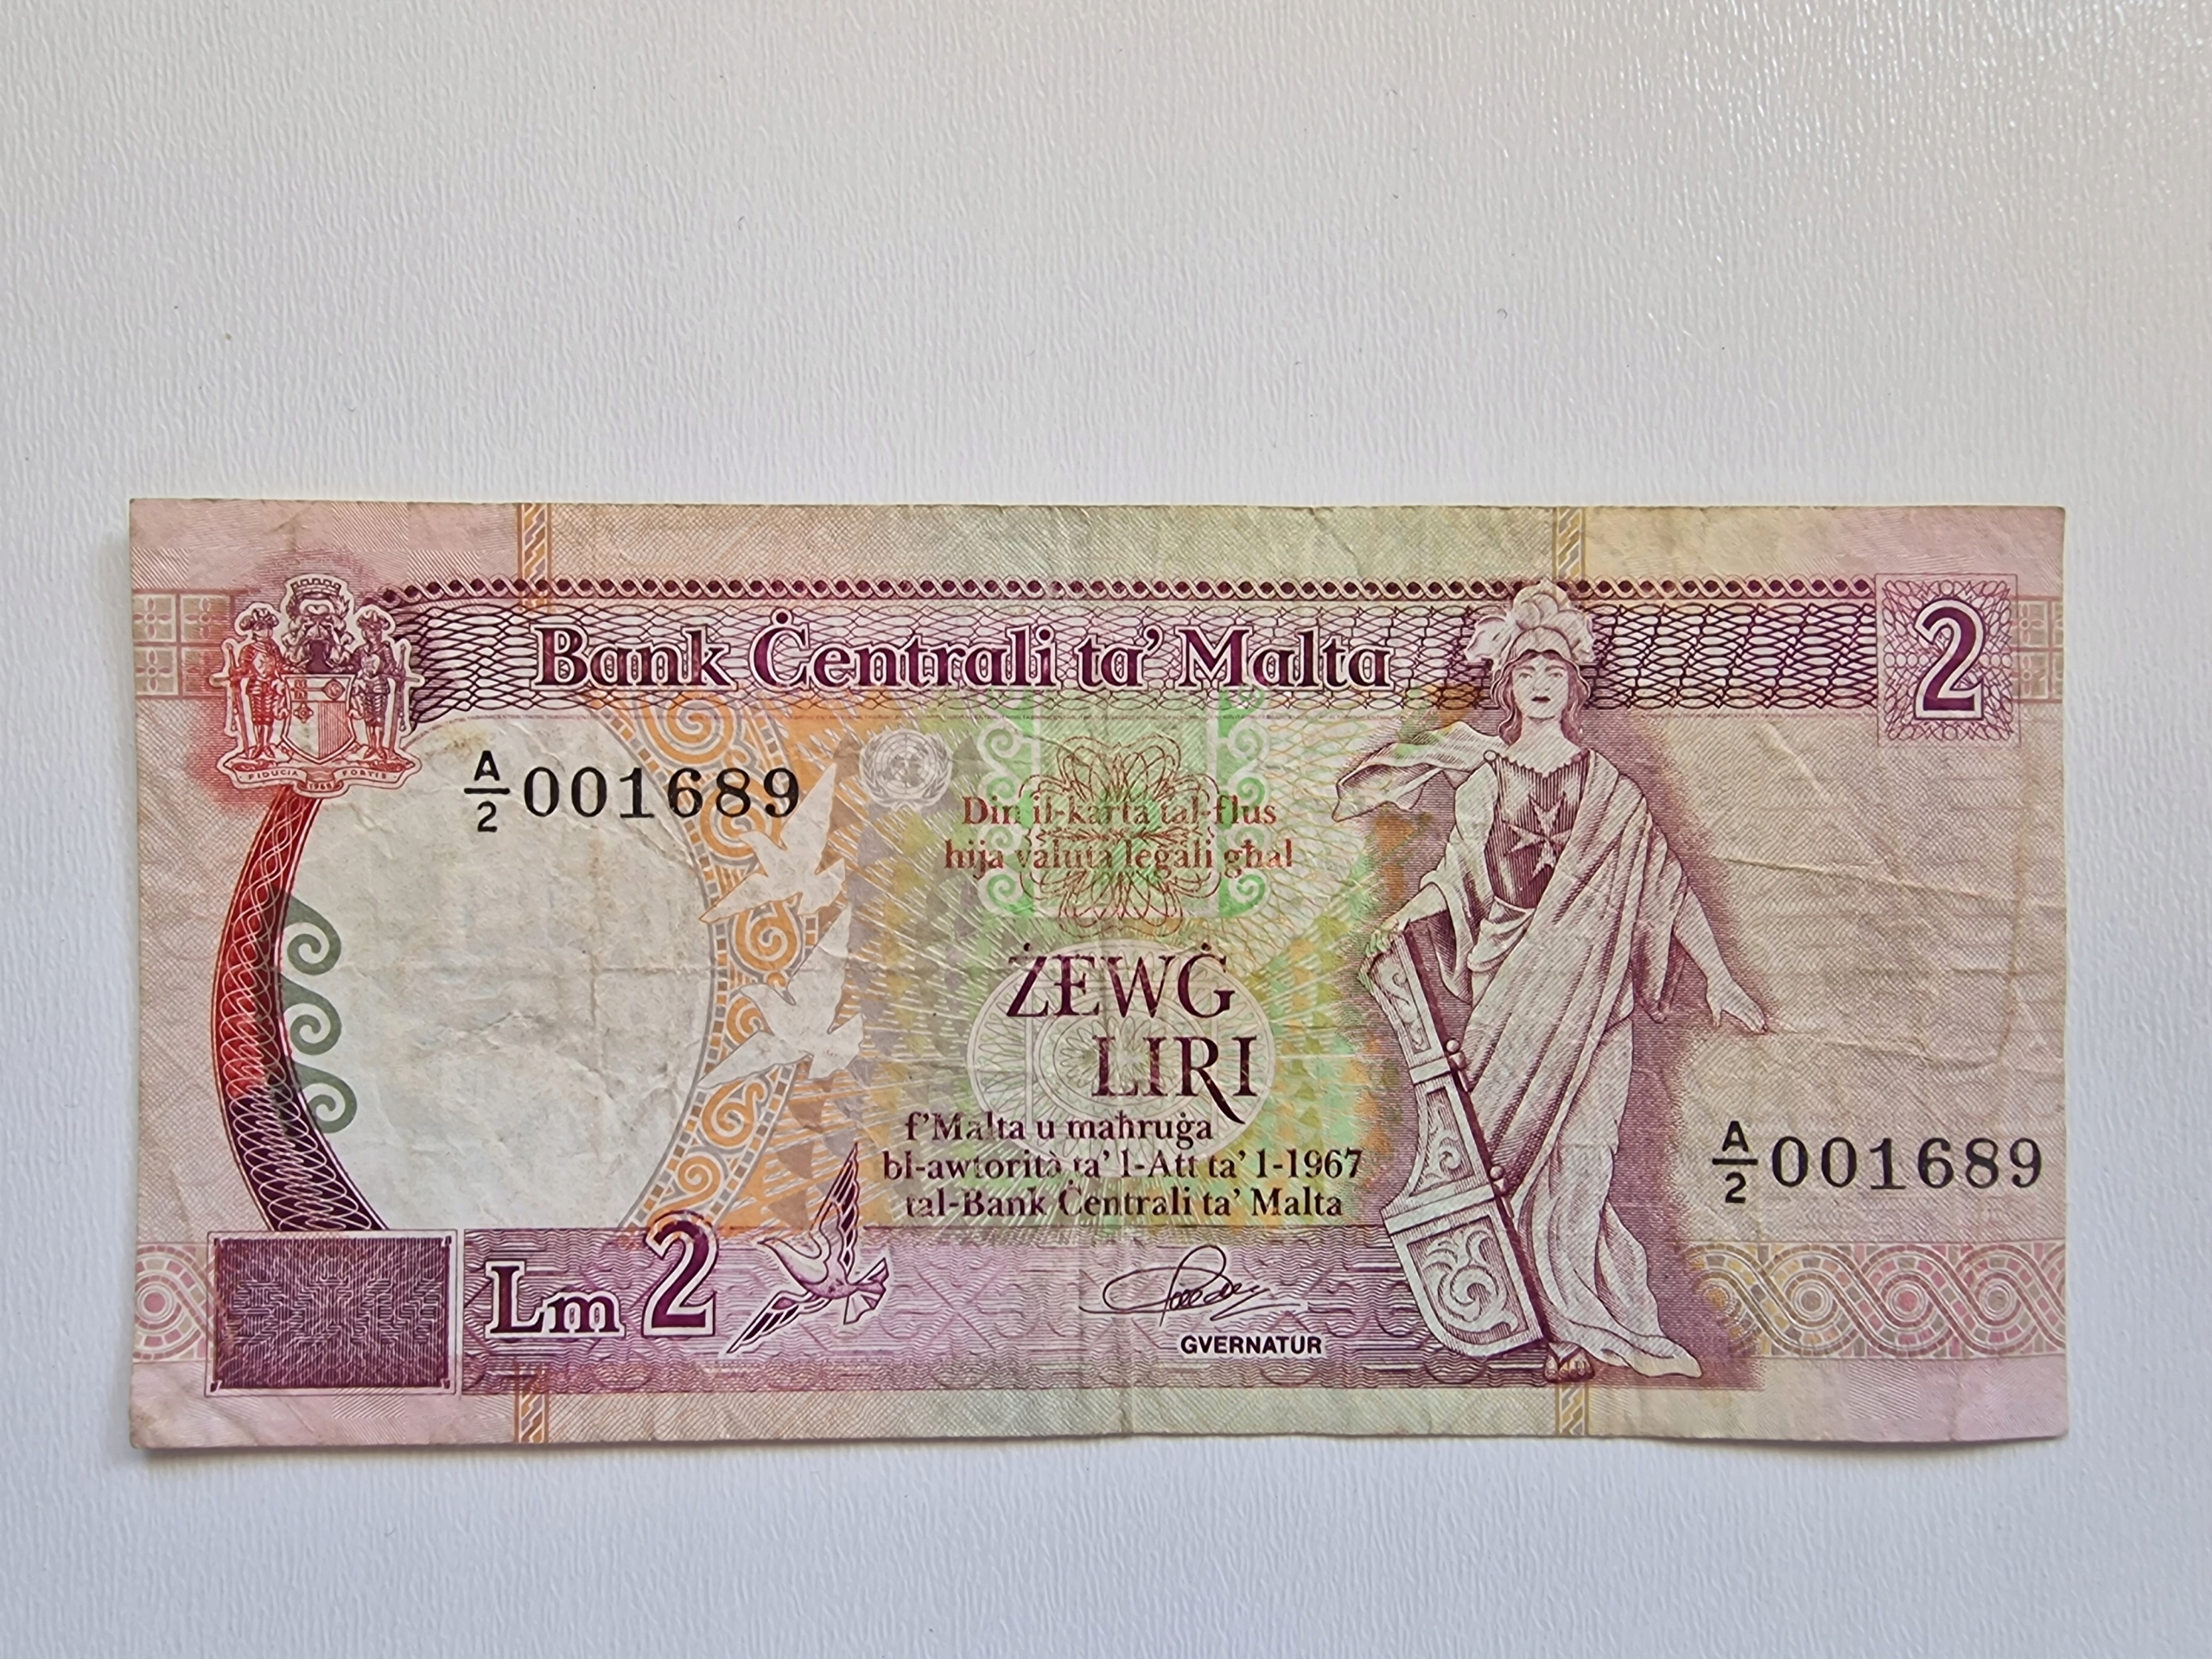 Bank Ċentrali ta' Malta
2
FIDUCIA FORTIS
A/2 001689
Din il-karta tal-flus
hija valuta legali għal
ŻEWĠ
LIRI
f'Malta u maħruġa
bl-awtorità ta' l-Att ta' l-1967
tal-Bank Ċentrali ta' Malta
A/2 001689
Lm 2
GVERNATUR